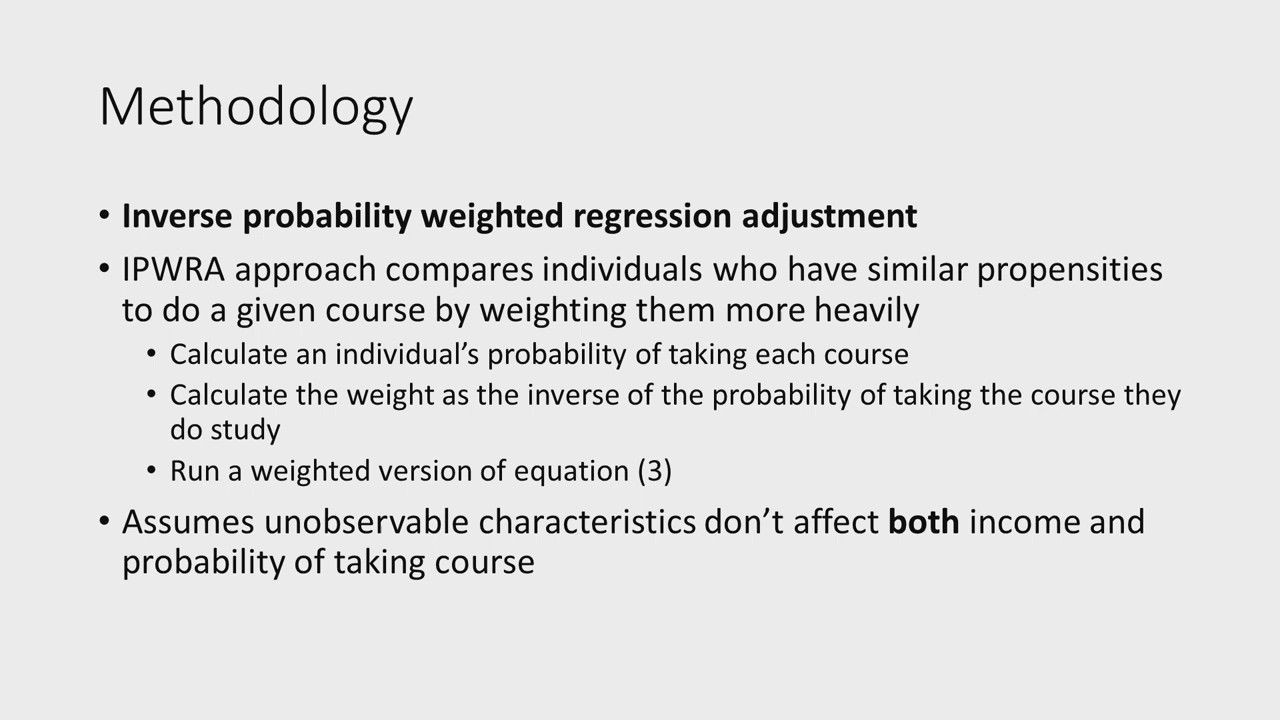 Methodology
• Inverse probability weighted regression adjustment
• IPWRA approach compares individuals who have similar propensities
to do a given course by weighting them more heavily
• Calculate an individual’s probability of taking each course
• Calculate the weight as the inverse of the probability of taking the course they
do study
• Run a weighted version of equation (3)
• Assumes unobservable characteristics don’t affect both income and
probability of taking course